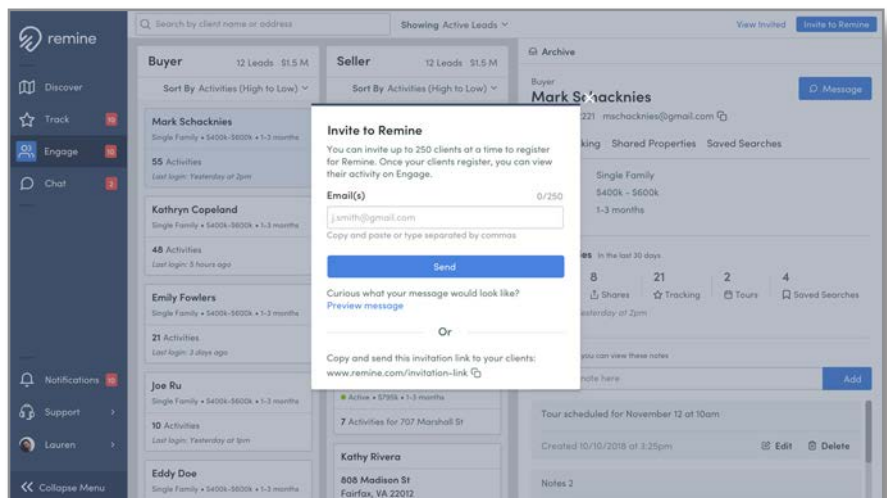 remine
Discover
Track 10
Engage 10
Chat 2
Notifications 10
Support
Lauren
Collapse Menu
Search by client name or address
Showing Active Leads
View Invited
Invite to Remine
Buyer 12 Leads $1.5 M
Sort By Activities (High to Low)
Mark Schacknies
Single Family • $400k-$600k • 1-3 months
55 Activities
Last login: Yesterday at 2pm
Kathryn Copeland
Single Family • $400k-$600k • 1-3 months
48 Activities
Last login: 5 hours ago
Emily Fowlers
Single Family • $400k-$600k • 1-3 months
21 Activities
Last login: 2 days ago
Joe Ru
Single Family • $400k-$600k • 1-3 months
10 Activities
Last login: Yesterday at 1pm
Eddy Doe
Single Family • $400k-$600k • 1-3 months
Seller 12 Leads $1.5 M
Sort By Activities (High to Low)
Invite to Remine
You can invite up to 250 clients at a time to register
for Remine. Once your clients register, you can view
their activity on Engage.
Email(s) 0/250
j.smith@gmail.com
Copy and paste or type separated by commas
Send
Curious what your message would look like?
Preview message
Or
Copy and send this invitation link to your clients:
www.remine.com/invitation-link
Active • $795k • 1-3 months
7 Activities for 707 Marshall St
Kathy Rivera
808 Madison St
Fairfax, VA 22012
Archive
Buyer
Mark Schacknies
Message
2221 mschacknies@gmail.com
king Shared Properties Saved Searches
Single Family
$400k - $600k
1-3 months
es In the last 30 days
8 21 2 4
Shares Tracking Tours Saved Searches
esterday at 2pm
you can view these notes
note here
Add
Tour scheduled for November 12 at 10am
Created 10/10/2018 at 3:25pm Edit Delete
Notes 2